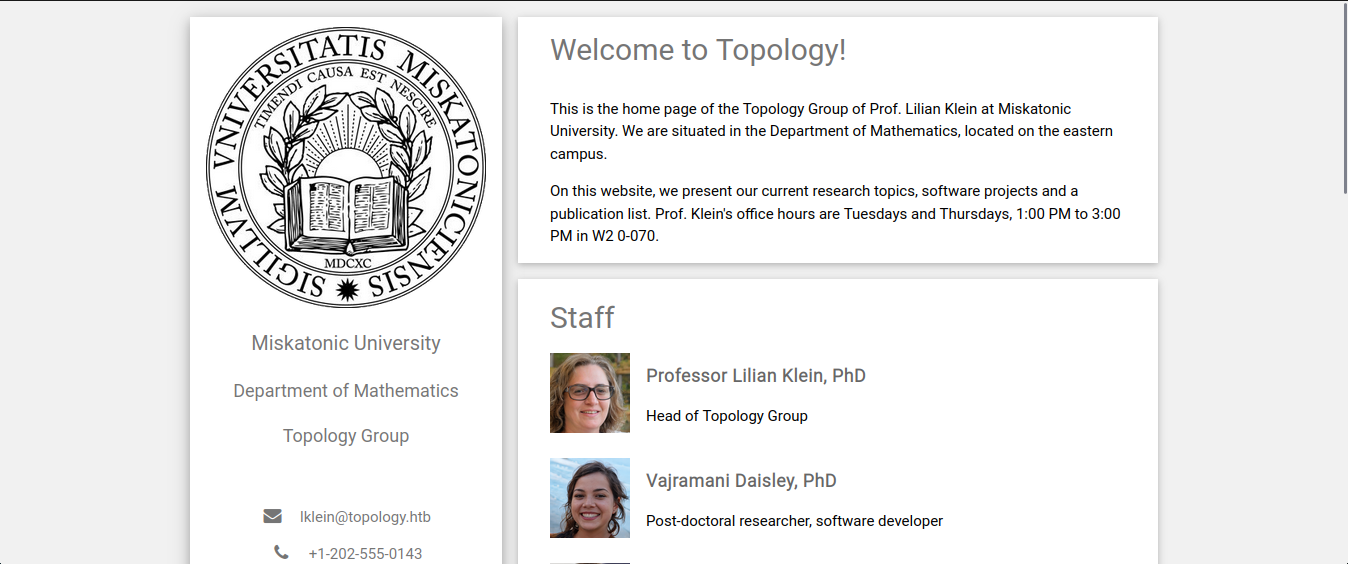 SIGILLVM VNIVERSITATIS MISKATONICIENSIS
TIMENDI CAUSA EST NESCIRE
MDCXC
Miskatonic University
Department of Mathematics
Topology Group
lklein@topology.htb
+1-202-555-0143
Welcome to Topology!
This is the home page of the Topology Group of Prof. Lilian Klein at Miskatonic
University. We are situated in the Department of Mathematics, located on the eastern
campus.
On this website, we present our current research topics, software projects and a
publication list. Prof. Klein's office hours are Tuesdays and Thursdays, 1:00 PM to 3:00
PM in W2 0-070.
Staff
Professor Lilian Klein, PhD
Head of Topology Group
Vajramani Daisley, PhD
Post-doctoral researcher, software developer